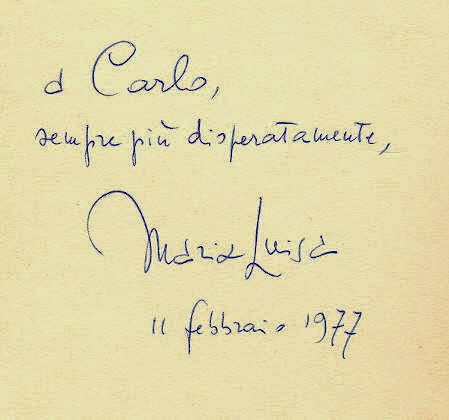 a Carlo,
sempre più disperatamente,
Maria Luisa
11 febbraio 1977